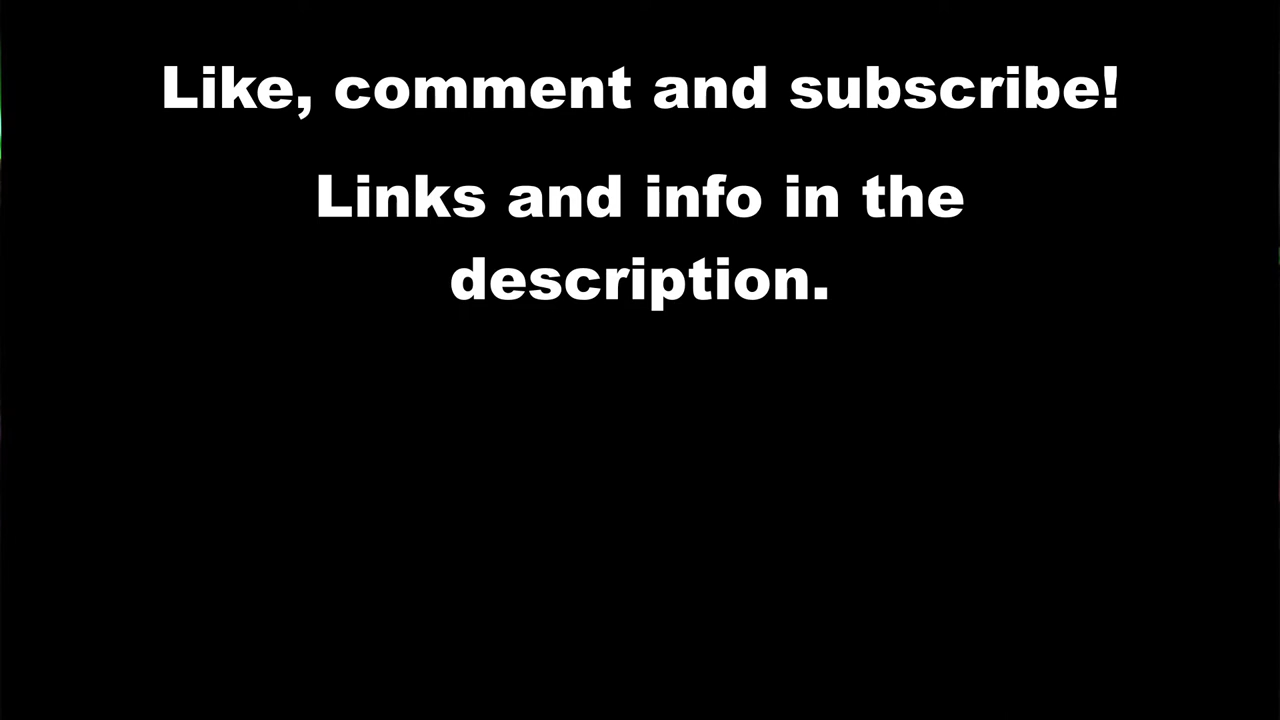 Like, comment and subscribe!
Links and info in the
description.